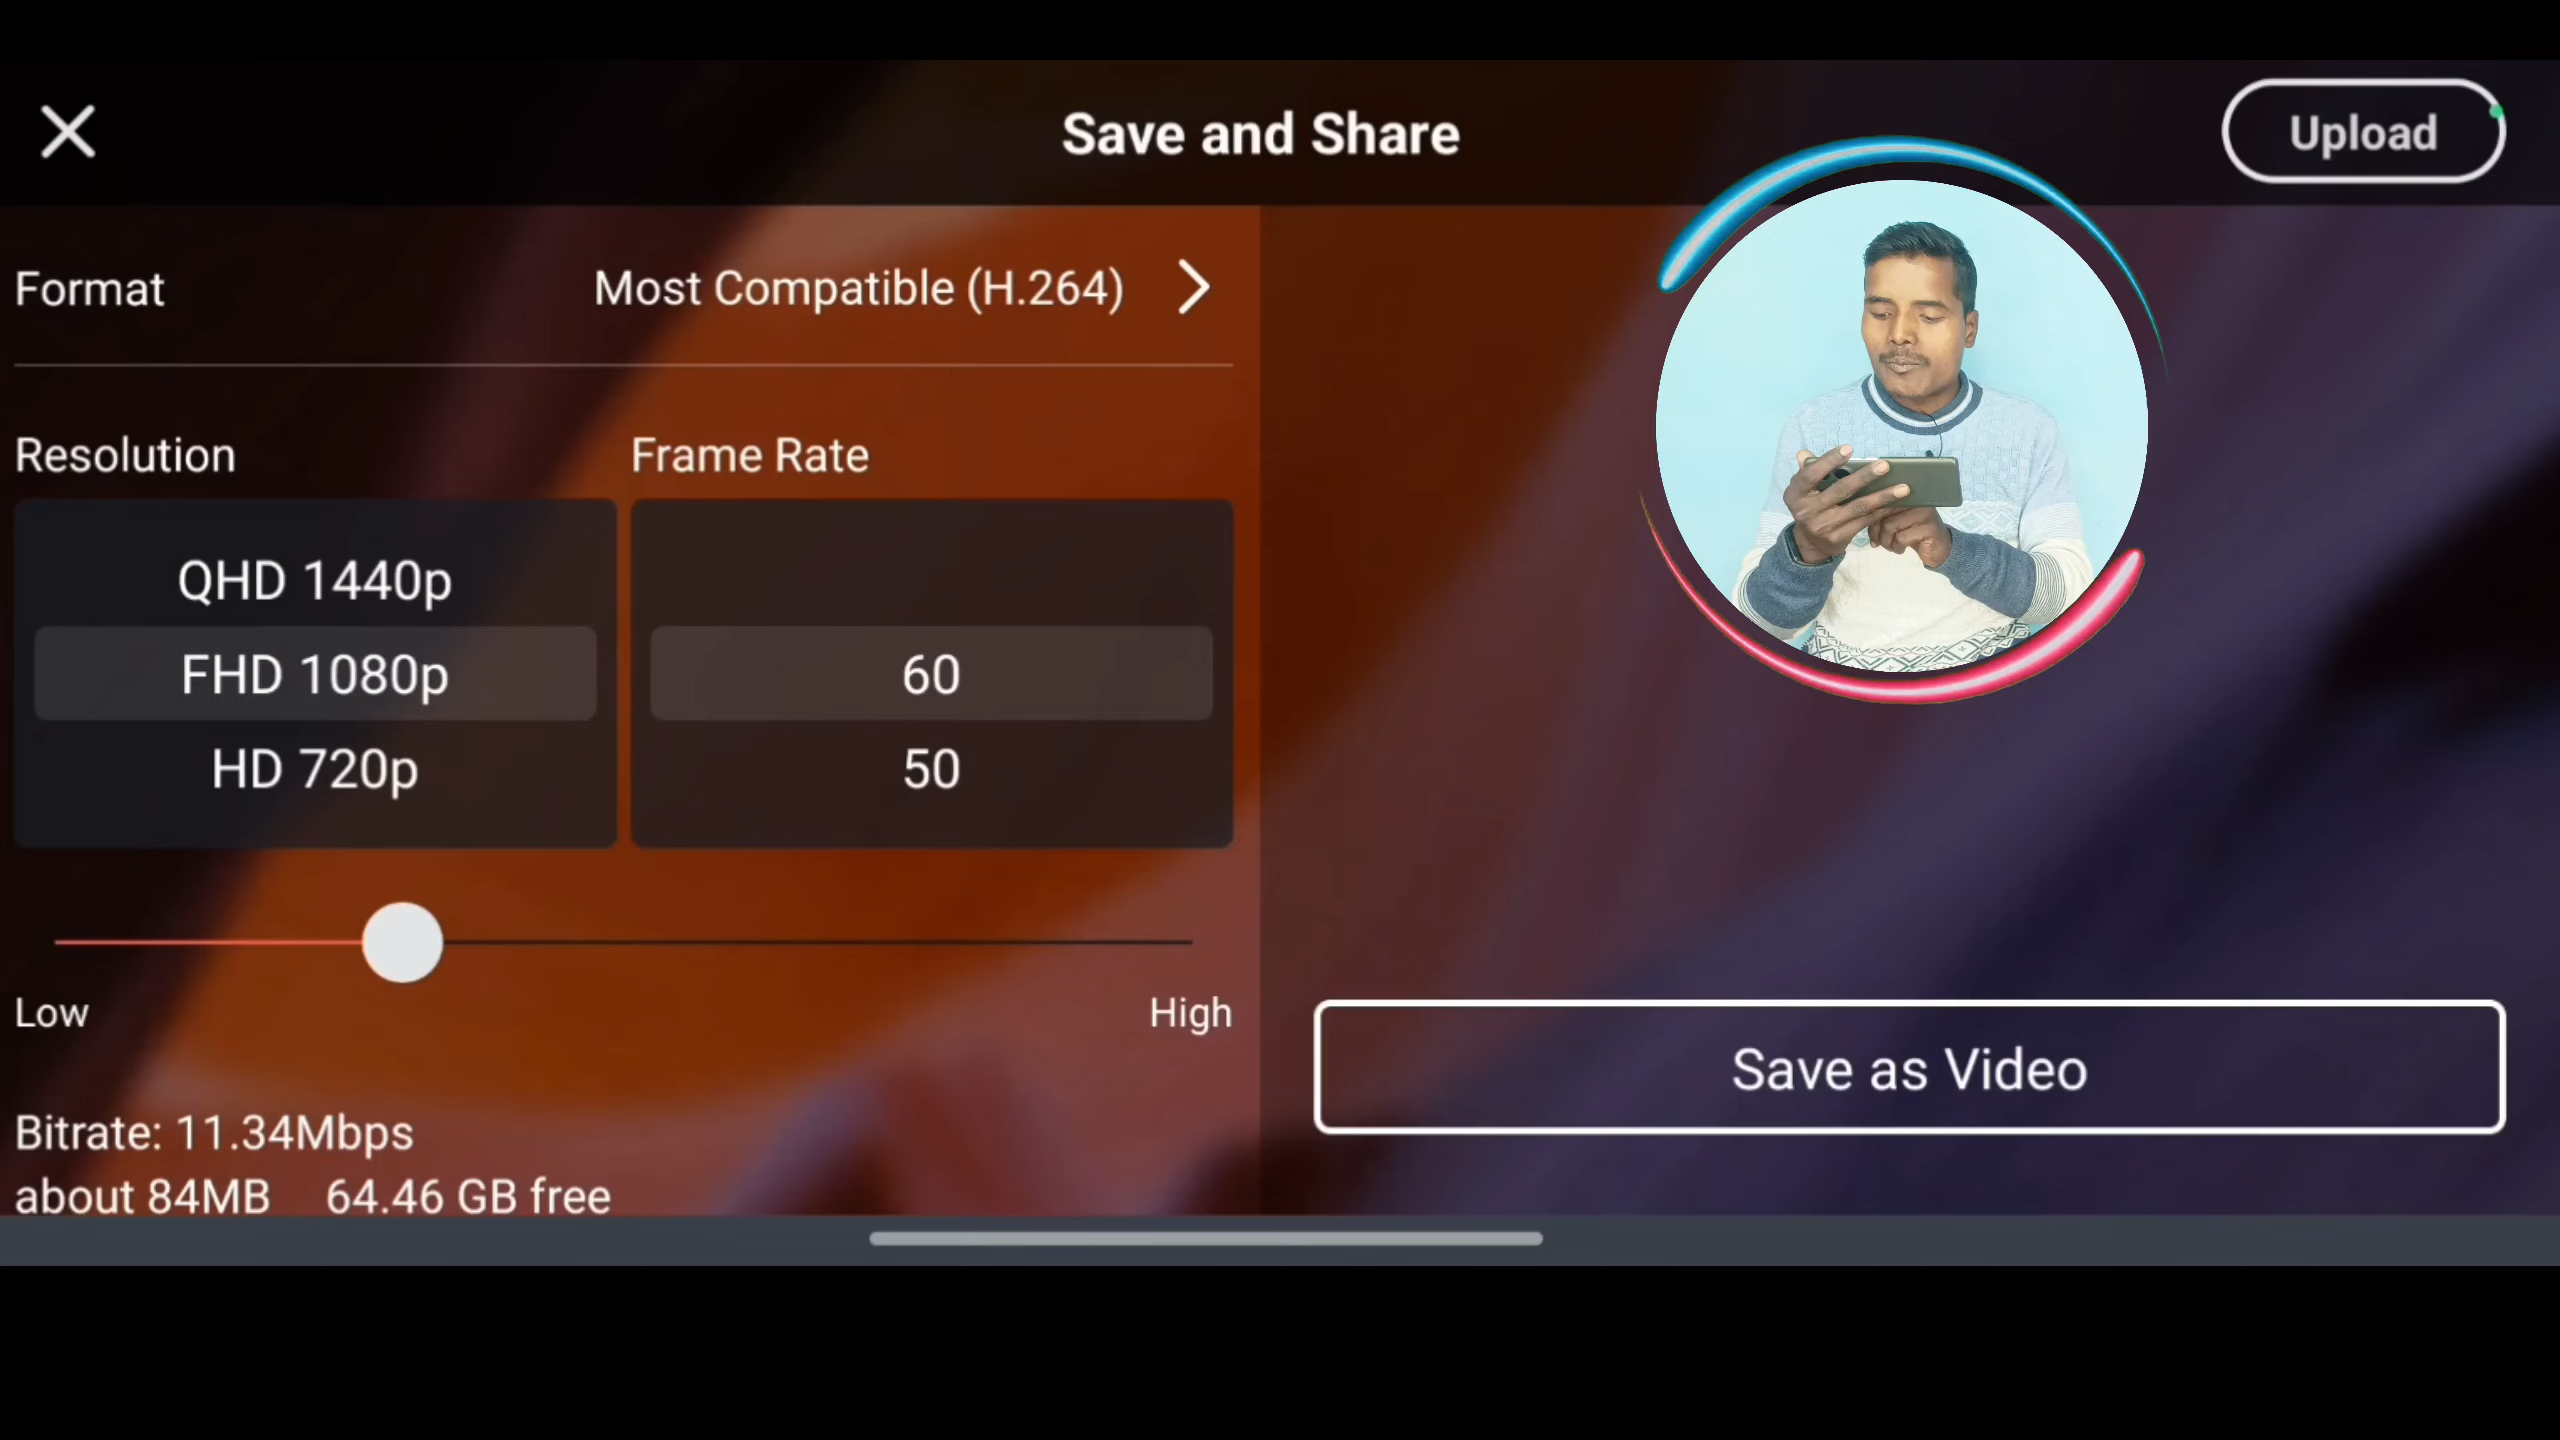 Save and Share
Upload
Format
Most Compatible (H.264)
Resolution
Frame Rate
QHD 1440p
FHD 1080p
HD 720p
60
50
Low
High
Bitrate: 11.34Mbps
about 84MB 64.46 GB free
Save as Video